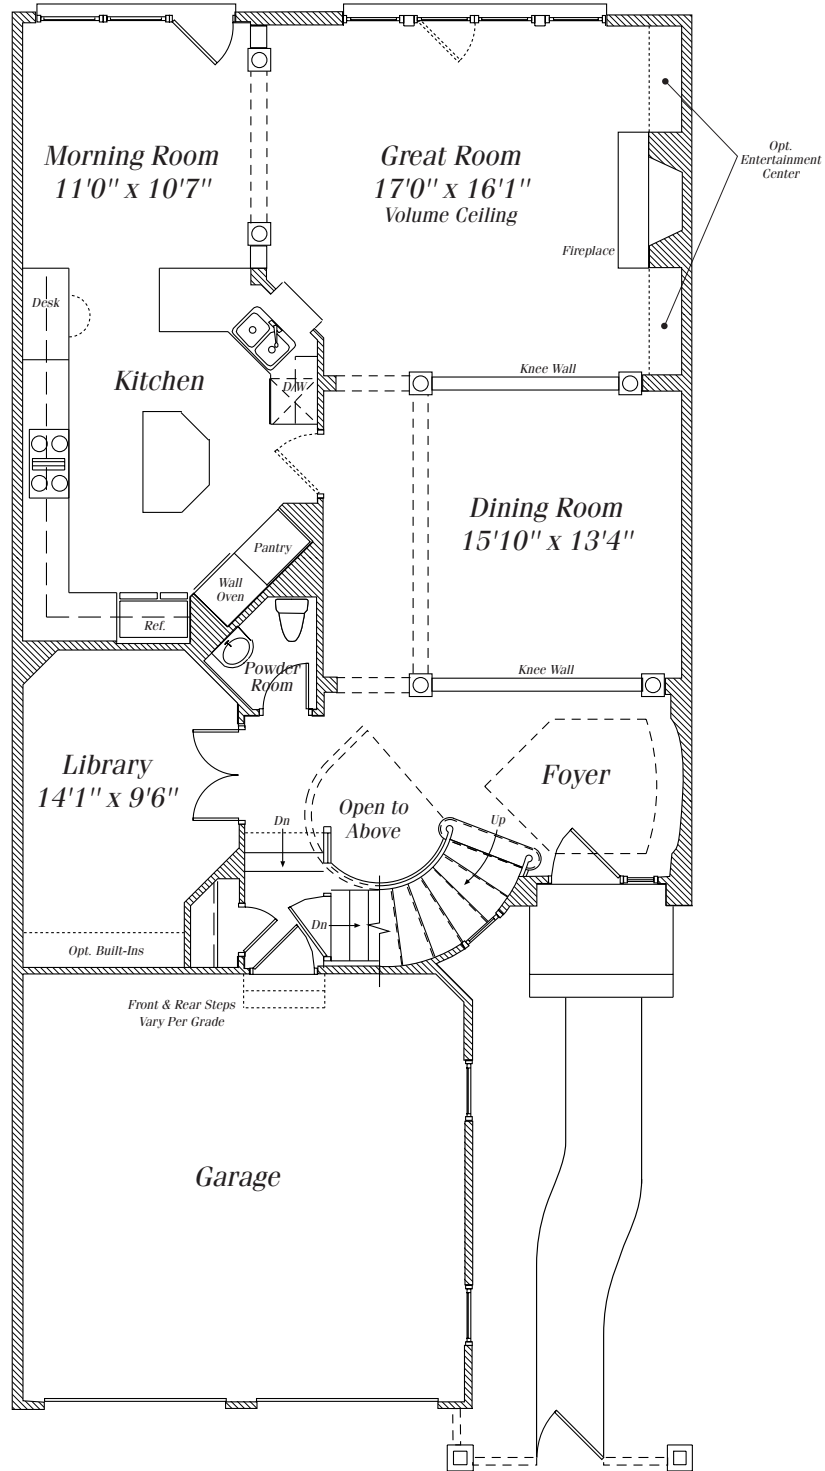 Morning Room
11'0" x 10'7"
Great Room
17'0" x 16'1"
Volume Ceiling
Opt.
Entertainment
Center
Fireplace
Desk
Kitchen
D/W
Knee Wall
Dining Room
15'10" x 13'4"
Pantry
Wall
Oven
Ref.
Powder
Room
Knee Wall
Library
14'1" x 9'6"
Foyer
Open to
Above
Dn
Up
Dn
Opt. Built-Ins
Front & Rear Steps
Vary Per Grade
Garage